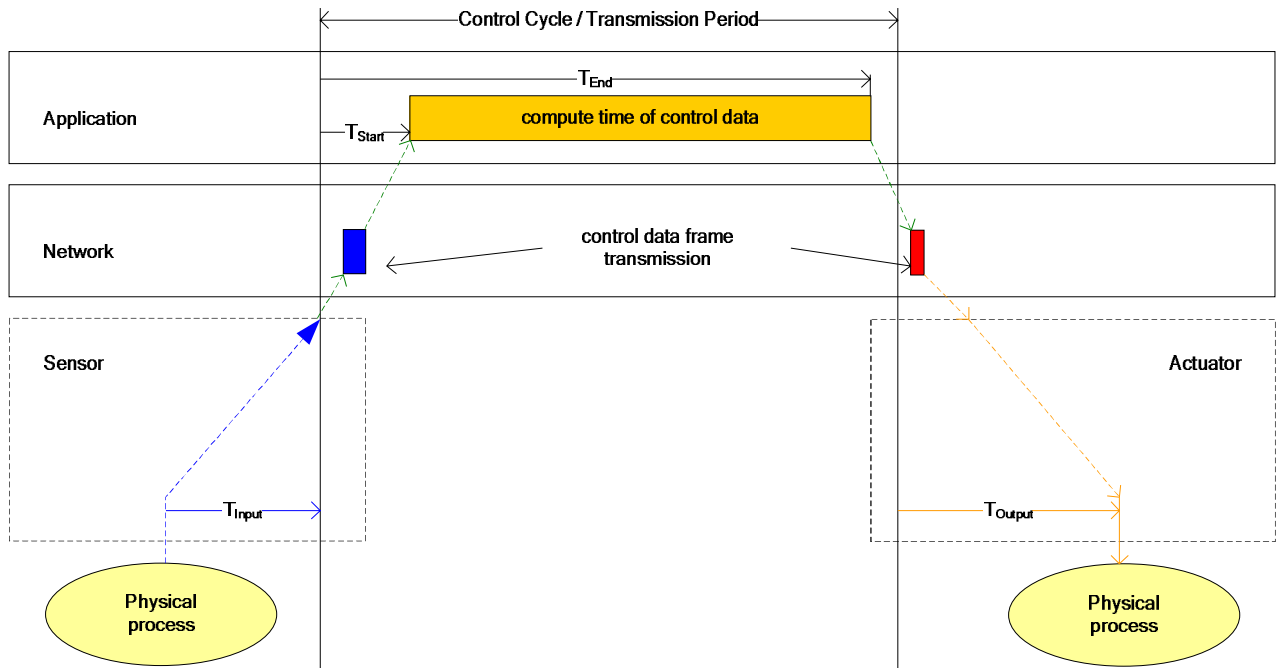 Control Cycle / Transmission Period
TEnd
Application
compute time of control data
TStart
Network
control data frame
transmission
Sensor
Actuator
TInput
TOutput
Physical
process
Physical
process